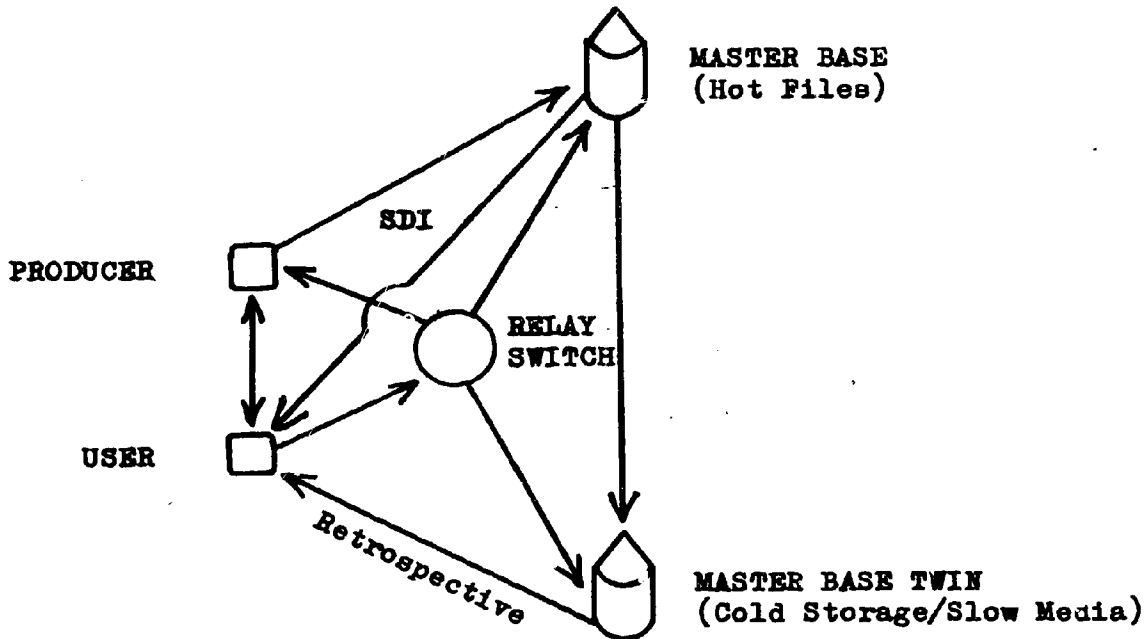 MASTER BASE
(Hot Files)
SDI
PRODUCER
RELAY
SWITCH
USER
Retrospective
MASTER BASE TWIN
(Cold Storage/Slow Media)